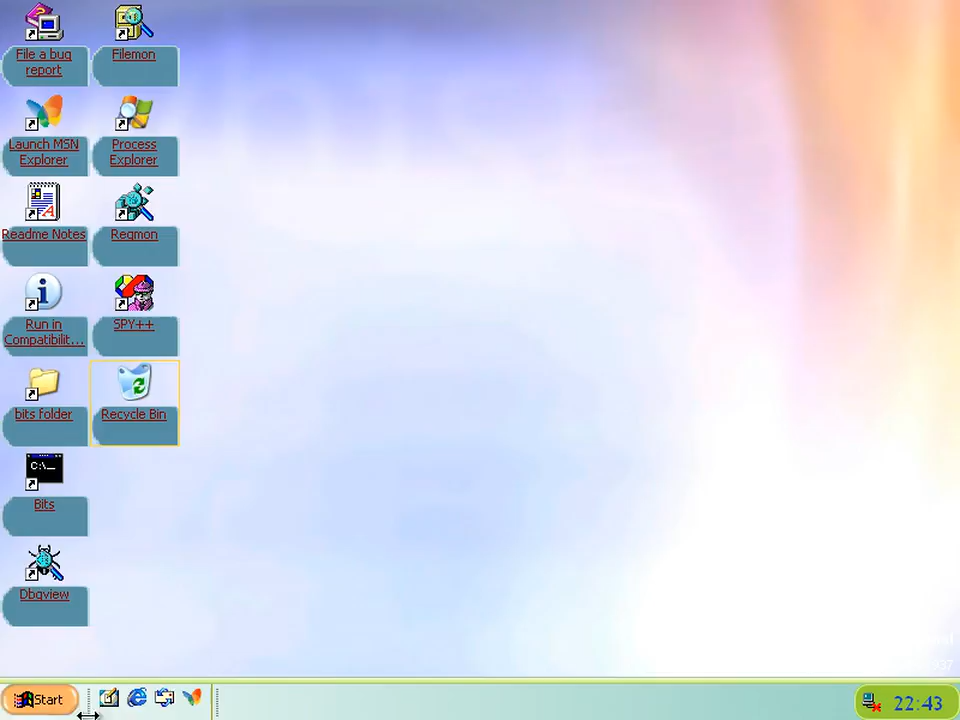 File a bug
report
Filemon
Launch MSN
Explorer
Process
Explorer
Readme Notes
Regmon
Run in
Compatibilit...
SPY++
bits folder
Recycle Bin
C:\_
Bits
Dbgview
337
Start
22:43